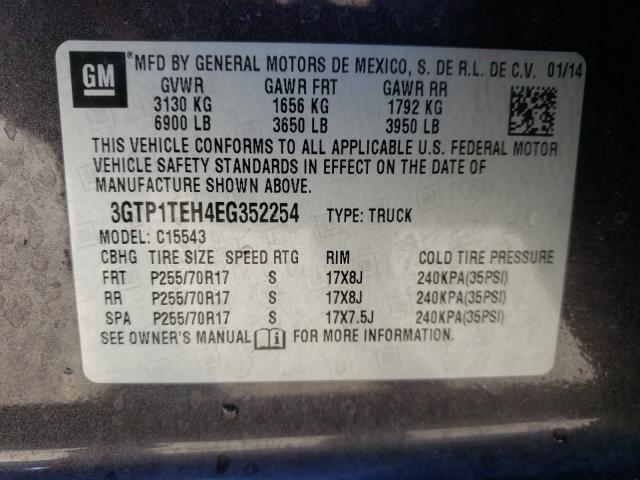 GM
MFD BY GENERAL MOTORS DE MEXICO, S. DE R.L. DE C.V. 01/14
GVWR GAWR FRT GAWR RR
3130 KG 1656 KG 1792 KG
6900 LB 3650 LB 3950 LB
THIS VEHICLE CONFORMS TO ALL APPLICABLE U.S. FEDERAL MOTOR
VEHICLE SAFETY STANDARDS IN EFFECT ON THE DATE OF
MANUFACTURE SHOWN ABOVE.
3GTP1TEH4EG352254 TYPE: TRUCK
MODEL: C15543
CBHG TIRE SIZE SPEED RTG RIM COLD TIRE PRESSURE
FRT P255/70R17 S 17X8J 240KPA(35PSI)
RR P255/70R17 S 17X8J 240KPA(35PSI)
SPA P255/70R17 S 17X7.5J 240KPA(35PSI)
SEE OWNER'S MANUAL FOR MORE INFORMATION.